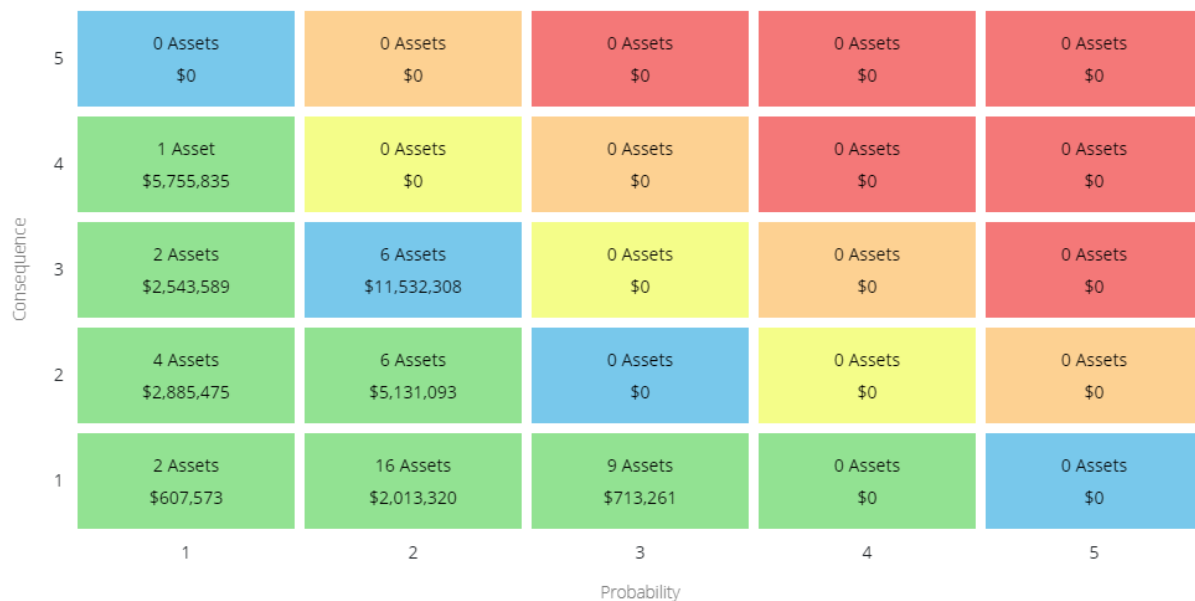 5
0 Assets
$0
0 Assets
$0
0 Assets
$0
0 Assets
$0
0 Assets
$0
4
1 Asset
$5,755,835
0 Assets
$0
0 Assets
$0
0 Assets
$0
0 Assets
$0
Consequence
3
2 Assets
$2,543,589
6 Assets
$11,532,308
0 Assets
$0
0 Assets
$0
0 Assets
$0
2
4 Assets
$2,885,475
6 Assets
$5,131,093
0 Assets
$0
0 Assets
$0
0 Assets
$0
1
2 Assets
$607,573
16 Assets
$2,013,320
9 Assets
$713,261
0 Assets
$0
0 Assets
$0
1
2
3
4
5
Probability